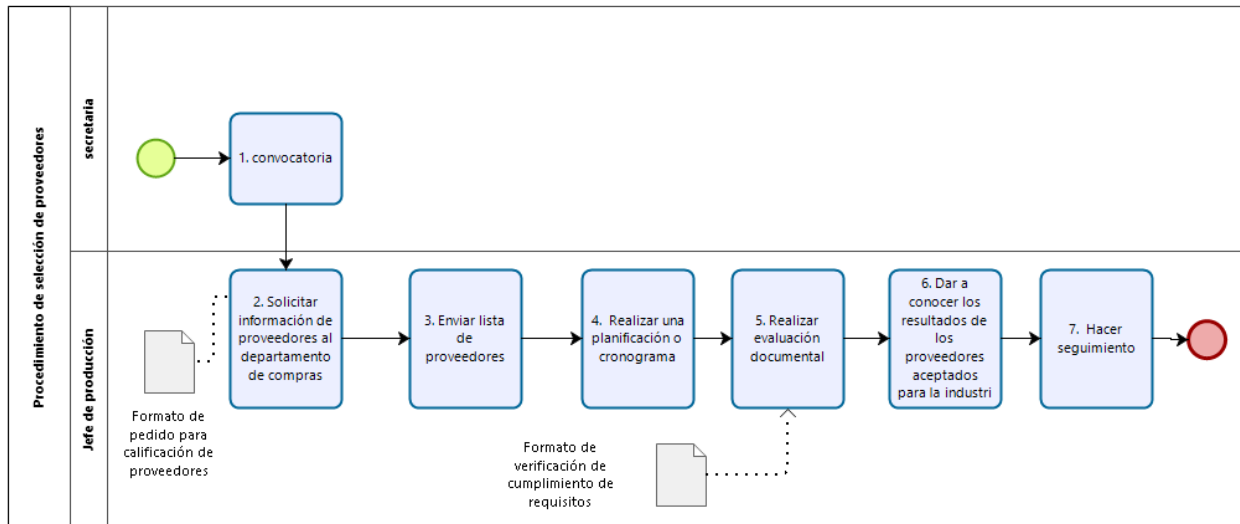 Procedimiento de selección de proveedores
secretaria
1. convocatoria
Jefe de producción
2. Solicitar
información de
proveedores al
departamento
de compras
3. Enviar lista
de
proveedores
4. Realizar una
planificación o
cronograma
5. Realizar
evaluación
documental
6. Dar a
conocer los
resultados de
los
proveedores
aceptados
para la industri
7. Hacer
seguimiento
Formato de
pedido para
calificación de
proveedores
Formato de
verificación de
cumplimiento de
requisitos